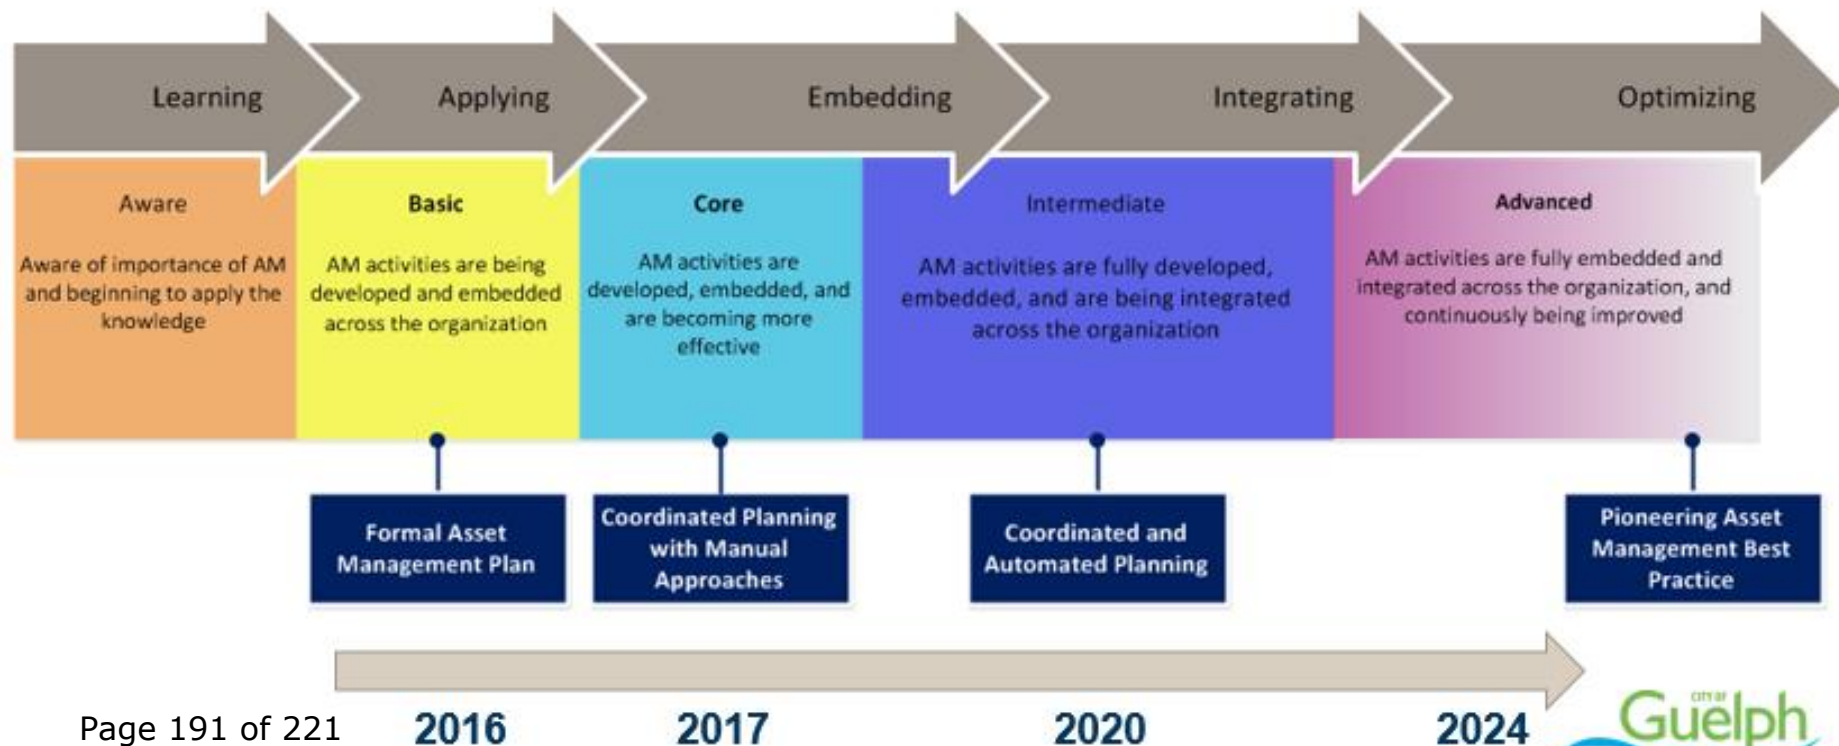 Learning
Applying
Embedding
Integrating
Optimizing
Aware
Aware of importance of AM
and beginning to apply the
knowledge
Basic
AM activities are being
developed and embedded
across the organization
Core
AM activities are
developed, embedded, and
are becoming more
effective
Intermediate
AM activities are fully developed,
embedded, and are being integrated
across the organization
Advanced
AM activities are fully embedded and
integrated across the organization, and
continuously being improved
Formal Asset
Management Plan
Coordinated Planning
with Manual
Approaches
Coordinated and
Automated Planning
Pioneering Asset
Management Best
Practice
2016
2017
2020
2024
Page 191 of 221
CITY OF
Guelph